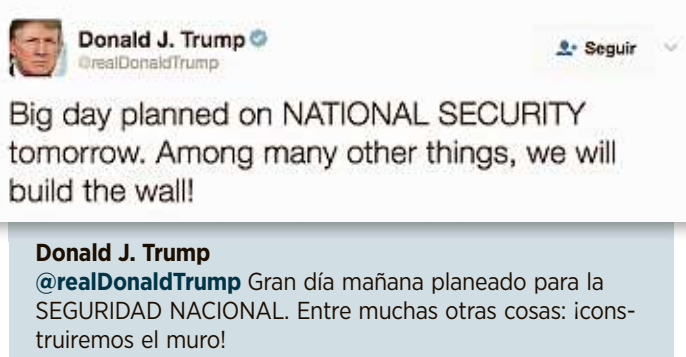 Donald J. Trump
@realDonaldTrump
Seguir
Big day planned on NATIONAL SECURITY
tomorrow. Among many other things, we will
build the wall!
Donald J. Trump
@realDonaldTrump Gran día mañana planeado para la
SEGURIDAD NACIONAL. Entre muchas otras cosas: ¡cons-
truiremos el muro!